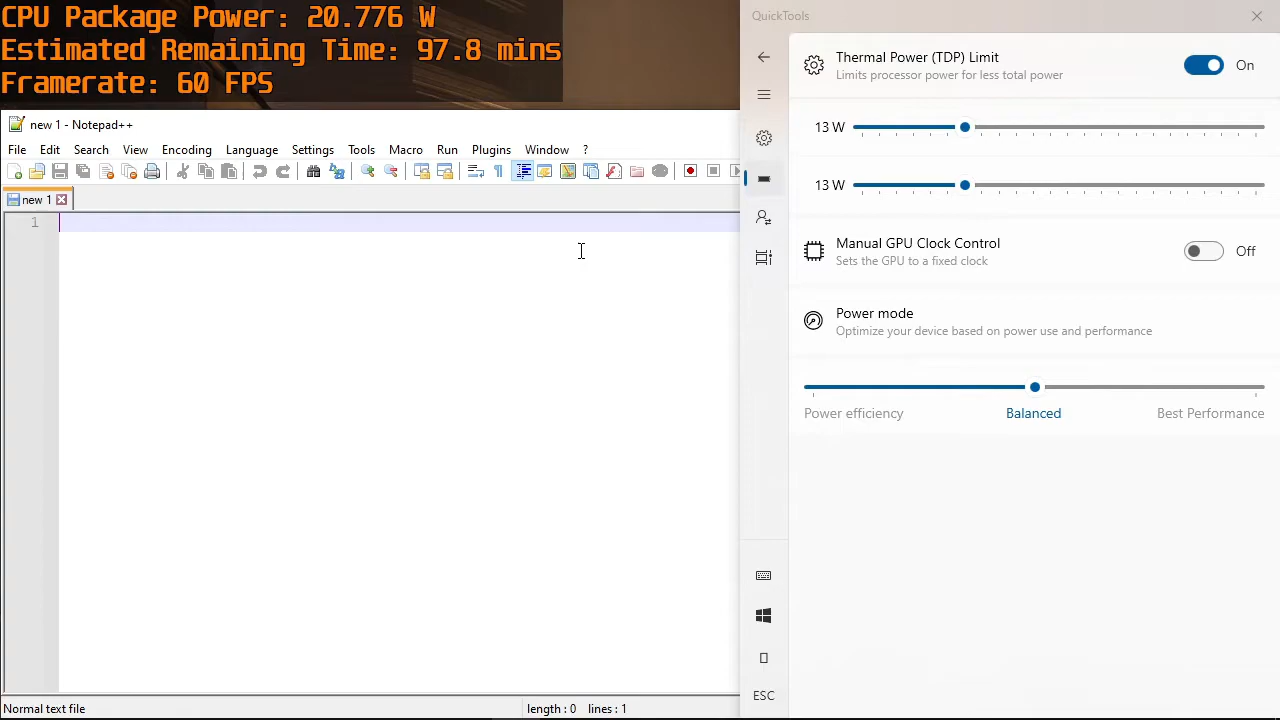 CPU Package Power: 20.776 W
Estimated Remaining Time: 97.8 mins
Framerate: 60 FPS
new 1 - Notepad++
File Edit Search View Encoding Language Settings Tools Macro Run Plugins Window ?
new 1
1
Normal text file
length : 0 lines : 1
QuickTools
Thermal Power (TDP) Limit
Limits processor power for less total power
On
13 W
13 W
Manual GPU Clock Control
Sets the GPU to a fixed clock
Off
Power mode
Optimize your device based on power use and performance
Power efficiency Balanced Best Performance
ESC